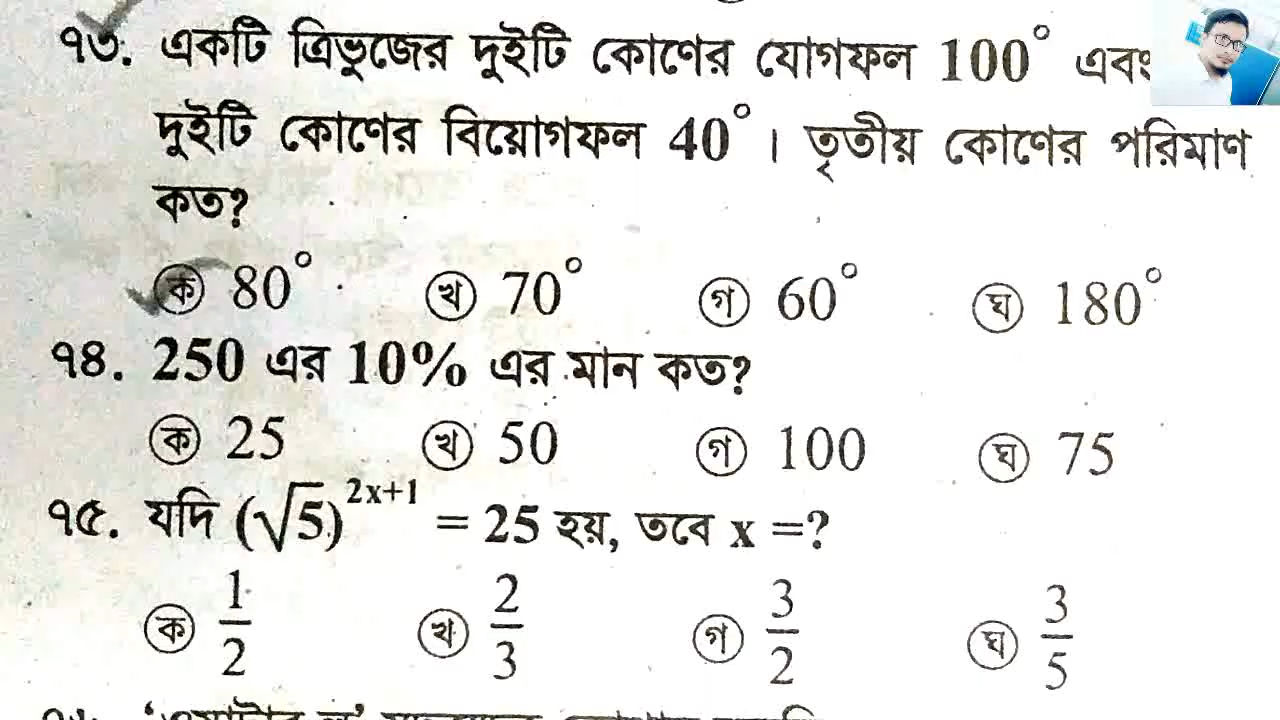 ৭৩. একটি ত্রিভুজের দুইটি কোণের যোগফল 100° এবং
দুইটি কোণের বিয়োগফল 40°। তৃতীয় কোণের পরিমাণ
কত?
ক 80° খ 70° গ 60° ঘ 180°
৭৪. 250 এর 10% এর মান কত?
ক 25 খ 50 গ 100 ঘ 75
৭৫. যদি (√5)^{2x+1} = 25 হয়, তবে x =?
ক 1/2 খ 2/3 গ 3/2 ঘ 3/5